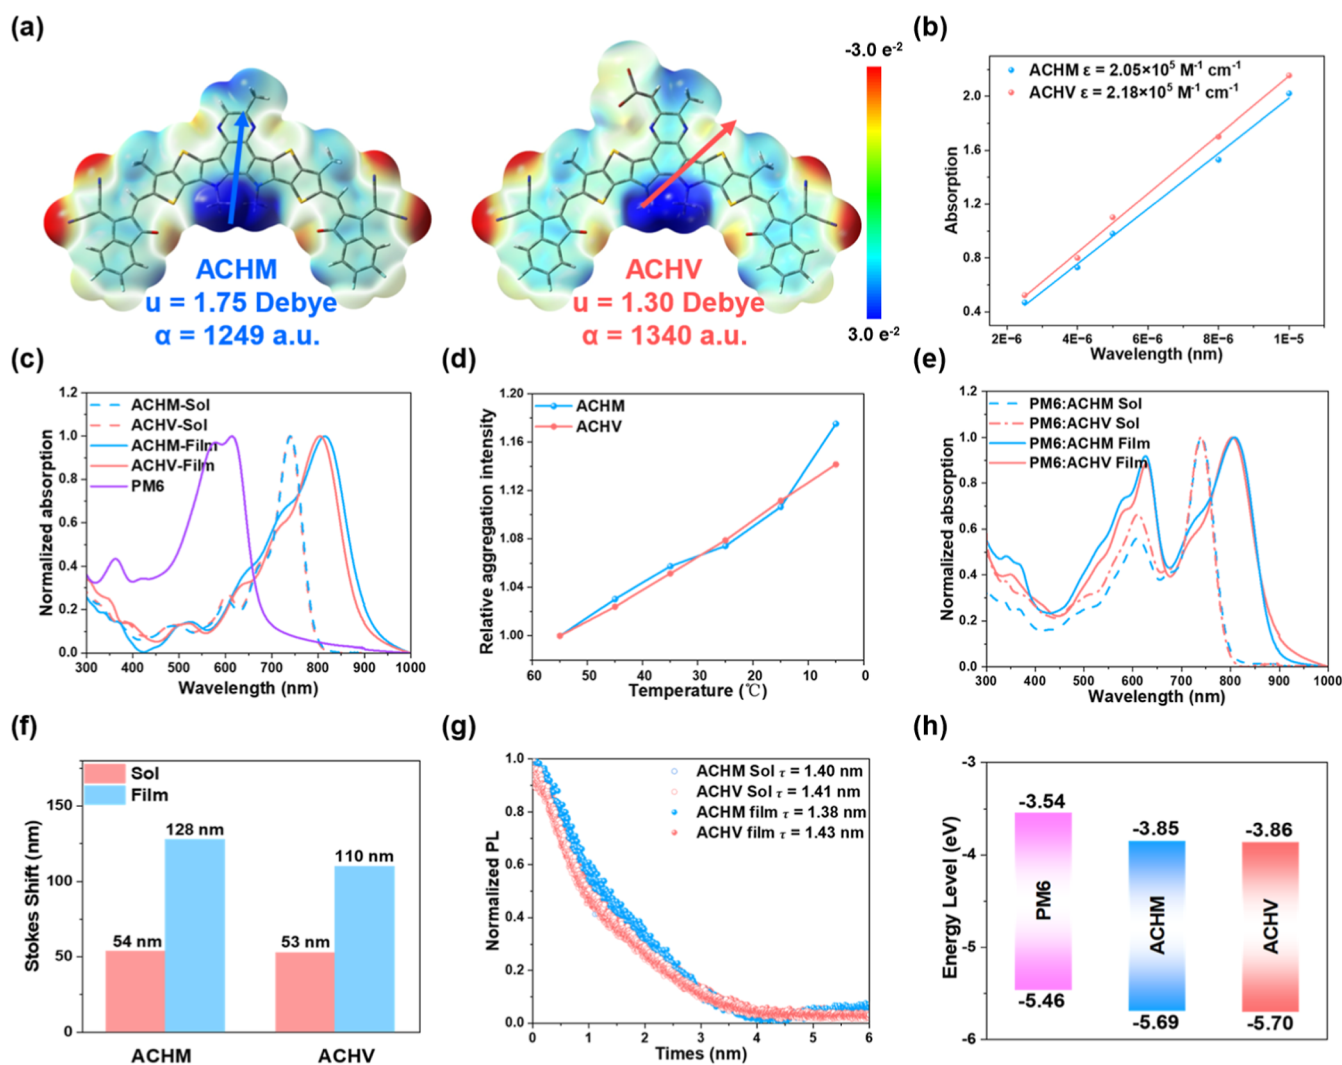 (a)
ACHM
u = 1.75 Debye
α = 1249 a.u.
ACHV
u = 1.30 Debye
α = 1340 a.u.
-3.0 e⁻²
3.0 e⁻²
(b)
ACHM ε = 2.05×10⁵ M⁻¹ cm⁻¹
ACHV ε = 2.18×10⁵ M⁻¹ cm⁻¹
Absorption
2.0
1.6
1.2
0.8
0.4
2E-6 4E-6 6E-6 8E-6 1E-5
Wavelength (nm)
(c)
ACHM-Sol
ACHV-Sol
ACHM-Film
ACHV-Film
PM6
Normalized absorption
1.2
1.0
0.8
0.6
0.4
0.2
0.0
300 400 500 600 700 800 900 1000
Wavelength (nm)
(d)
ACHM
ACHV
Relative aggregation intensity
1.20
1.16
1.12
1.08
1.04
1.00
60 50 40 30 20 10 0
Temperature (℃)
(e)
PM6:ACHM Sol
PM6:ACHV Sol
PM6:ACHM Film
PM6:ACHV Film
Normalized absorption
1.2
1.0
0.8
0.6
0.4
0.2
0.0
300 400 500 600 700 800 900 1000
Wavelength (nm)
(f)
Sol
Film
Stokes Shift (nm)
150
100
50
0
54 nm
128 nm
53 nm
110 nm
ACHM
ACHV
(g)
ACHM Sol τ = 1.40 nm
ACHV Sol τ = 1.41 nm
ACHM film τ = 1.38 nm
ACHV film τ = 1.43 nm
Normalized PL
1.0
0.8
0.6
0.4
0.2
0.0
0 1 2 3 4 5 6
Times (nm)
(h)
Energy Level (eV)
-3
-4
-5
-6
-3.54
PM6
-5.46
-3.85
ACHM
-5.69
-3.86
ACHV
-5.70